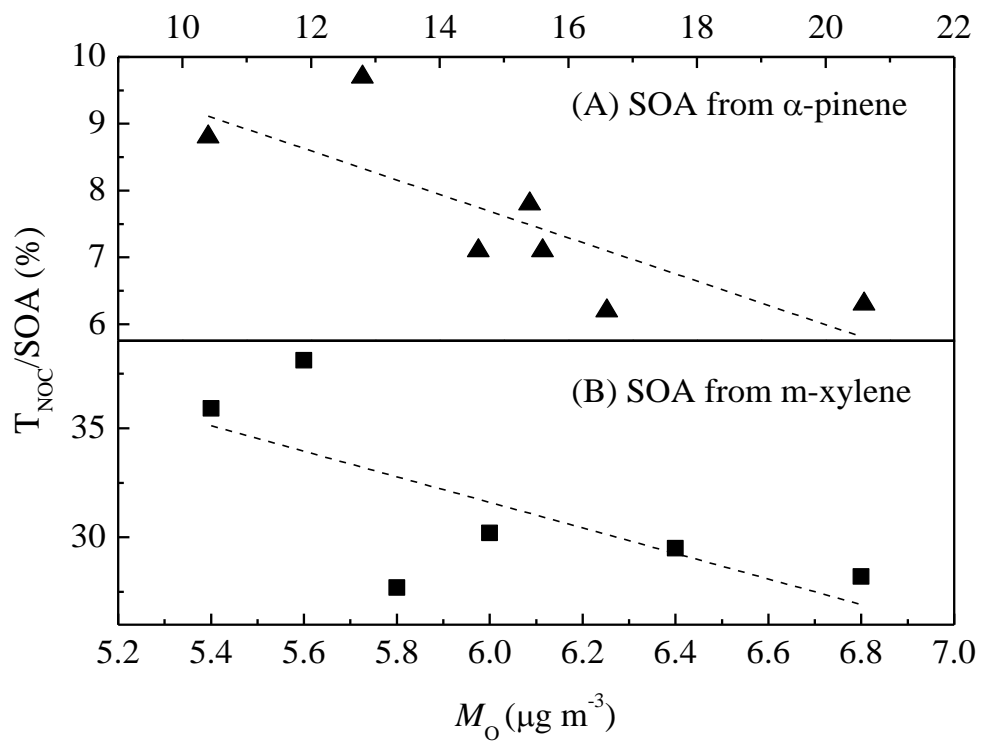 10 12 14 16 18 20 22
10
(A) SOA from α-pinene
9
8
7
6
T_NOC/SOA (%)
(B) SOA from m-xylene
35
30
5.2 5.4 5.6 5.8 6.0 6.2 6.4 6.6 6.8 7.0
M_O (μg m^-3)